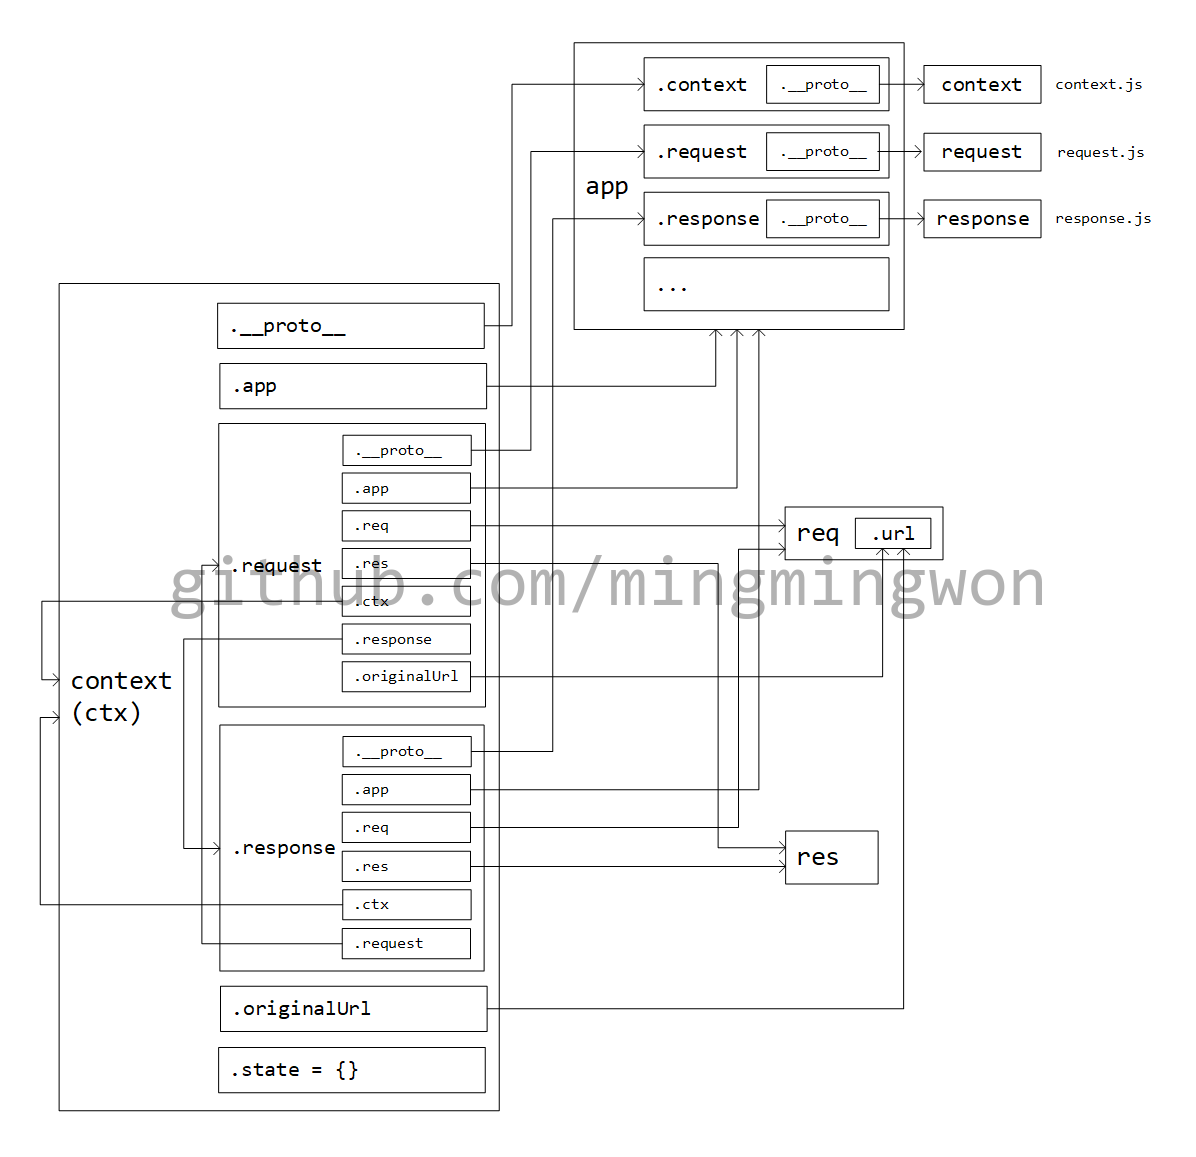 .context
.__proto__
context
context.js
.request
.__proto__
request
request.js
app
.response
.__proto__
response
response.js
...
.__proto__
.app
.__proto__
.app
.req
.request
.res
.ctx
.response
.originalUrl
req
.url
github.com/mingmingwon
context
(ctx)
.__proto__
.app
.req
.response
.res
.ctx
.request
res
.originalUrl
.state = {}